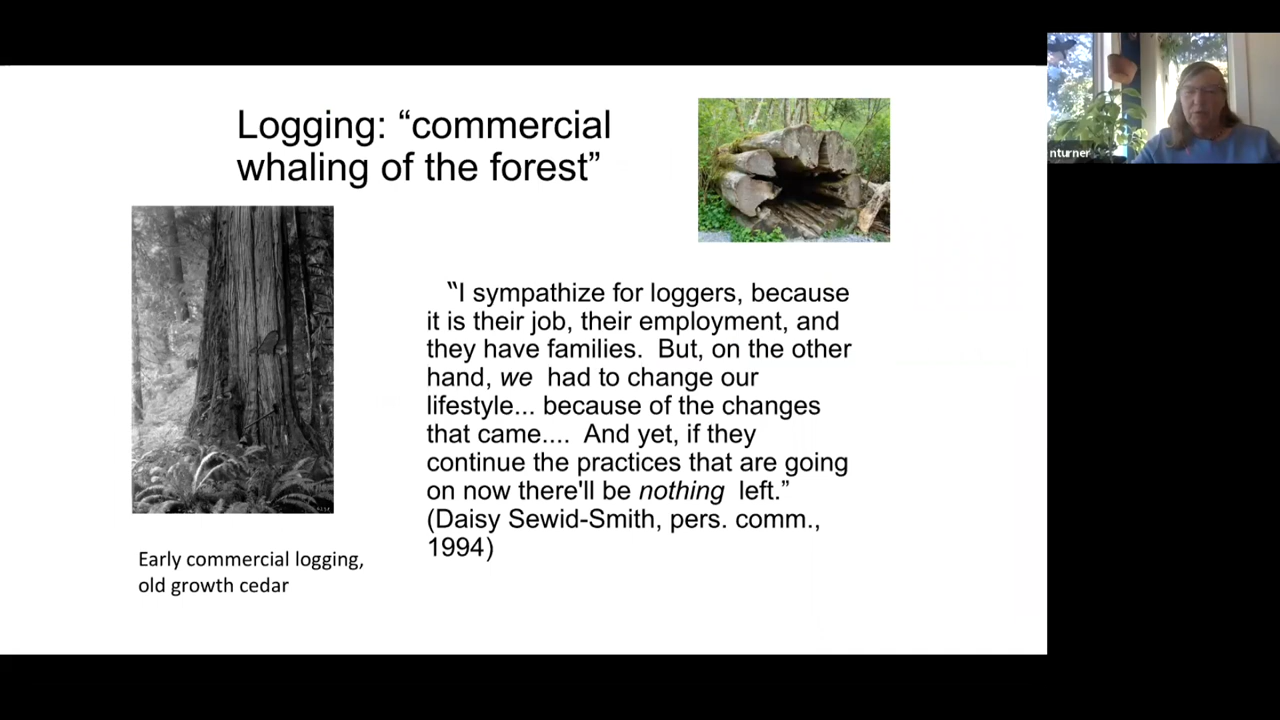 Logging: “commercial
whaling of the forest”
nturner
“I sympathize for loggers, because
it is their job, their employment, and
they have families.  But, on the other
hand, we  had to change our
lifestyle... because of the changes
that came....  And yet, if they
continue the practices that are going
on now there'll be nothing  left.”
(Daisy Sewid-Smith, pers. comm.,
1994)
Early commercial logging,
old growth cedar